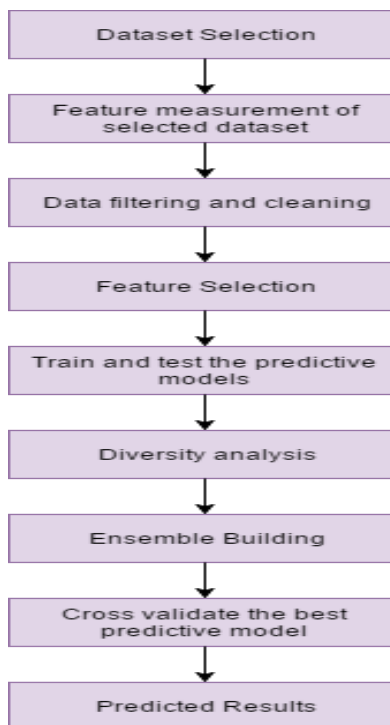 Dataset Selection
Feature measurement of
selected dataset
Data filtering and cleaning
Feature Selection
Train and test the predictive
models
Diversity analysis
Ensemble Building
Cross validate the best
predictive model
Predicted Results